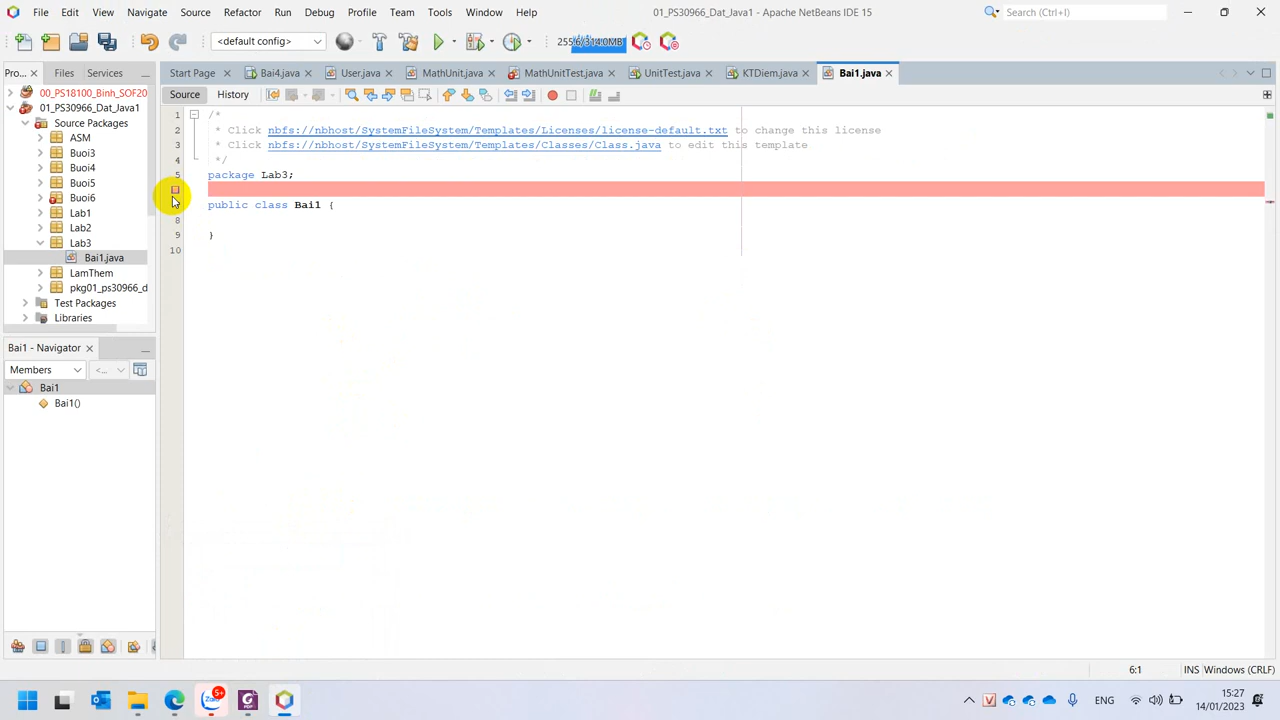 File Edit View Navigate Source Refactor Run Debug Profile Team Tools Window Help
01_PS30966_Dat_Java1 - Apache NetBeans IDE 15
Search (Ctrl+I)
<default config>
Pro...
Files
Service
Start Page
Bai4.java
User.java
MathUnit.java
MathUnitTest.java
UnitTest.java
KTDiem.java
Bai1.java
00_PS18100_Binh_SOF20
01_PS30966_Dat_Java1
Source Packages
ASM
Buoi3
Buoi4
Buoi5
Buoi6
Lab1
Lab2
Lab3
Bai1.java
LamThem
pkg01_ps30966_d
Test Packages
Libraries
Source History
1 /*
2 * Click nbfs://nbhost/SystemFileSystem/Templates/Licenses/license-default.txt to change this license
3 * Click nbfs://nbhost/SystemFileSystem/Templates/Classes/Class.java to edit this template
4 */
5 package Lab3;
public class Bai1 {
8
9 }
10
Bai1 - Navigator
Members
<...
Bai1
Bai1()
6:1
INS
Windows (CRLF)
Zalo
5+
ENG
15:27
14/01/2023